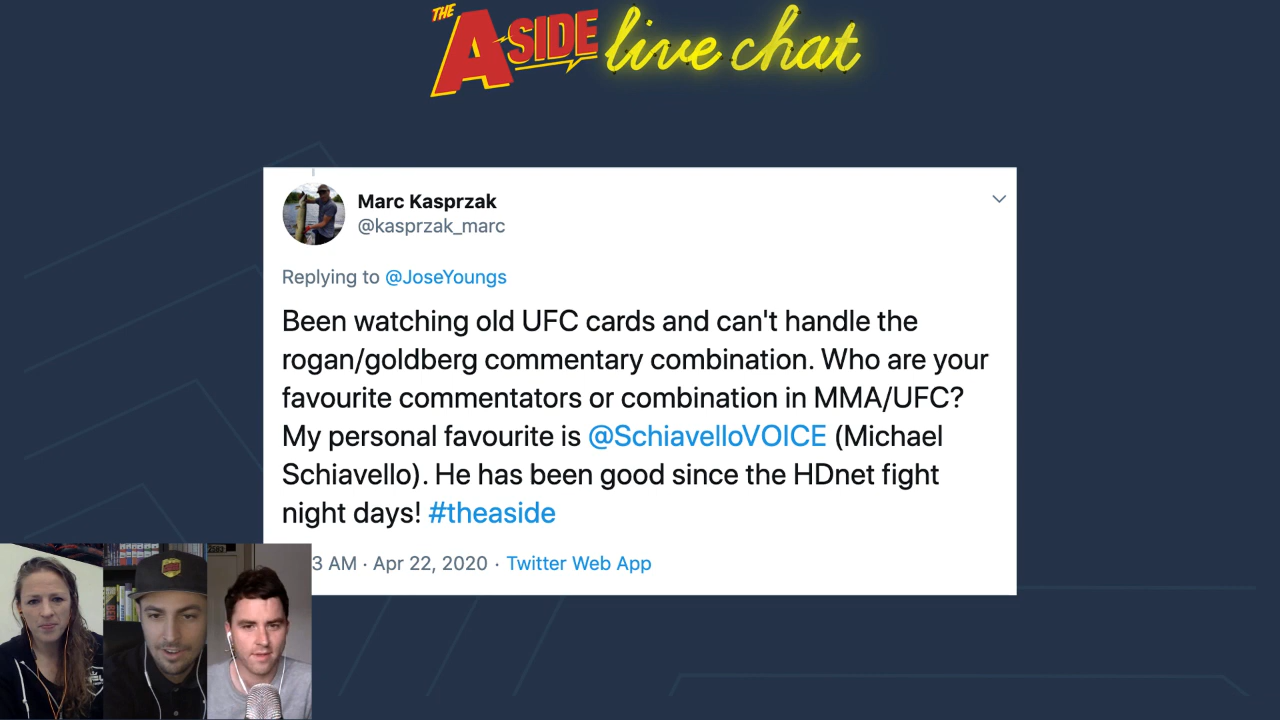 THE
A SIDE live chat
Marc Kasprzak
@kasprzak_marc
Replying to @JoseYoungs
Been watching old UFC cards and can't handle the
rogan/goldberg commentary combination. Who are your
favourite commentators or combination in MMA/UFC?
My personal favourite is @SchiavelloVOICE (Michael
Schiavello). He has been good since the HDnet fight
night days! #theaside
3 AM · Apr 22, 2020 · Twitter Web App